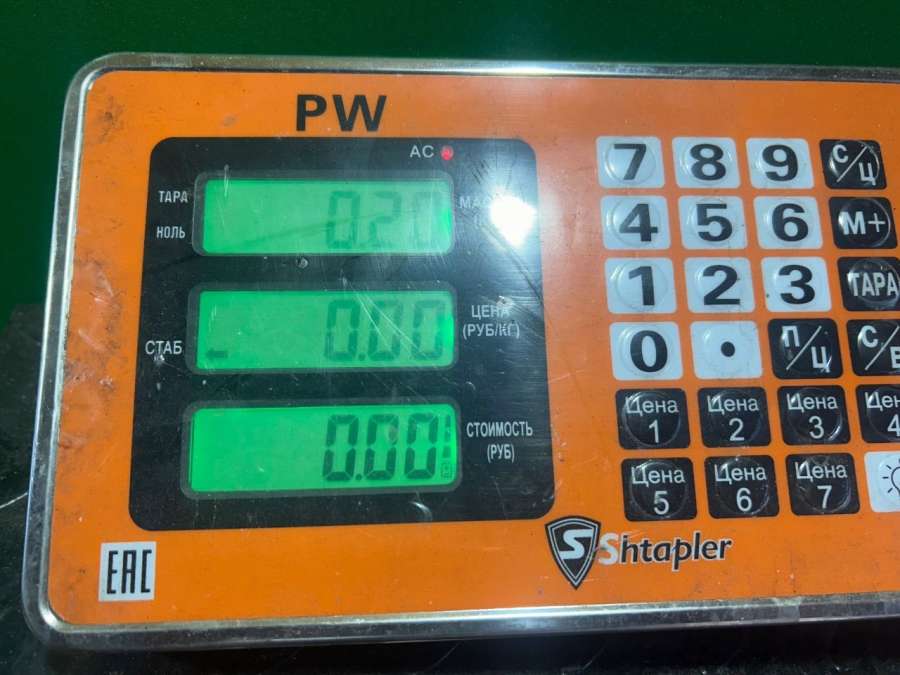 PW
AC
ТАРА
НОЛЬ
0.20
0.00
ЦЕНА
(РУБ/КГ)
СТАБ
0.00
СТОИМОСТЬ
(РУБ)
7 8 9 С/Ц
4 5 6 М+
1 2 3 ТАРА
0 . П/Ц
Цена 1 Цена 2 Цена 3
Цена 5 Цена 6 Цена 7
EAC
Shtapler